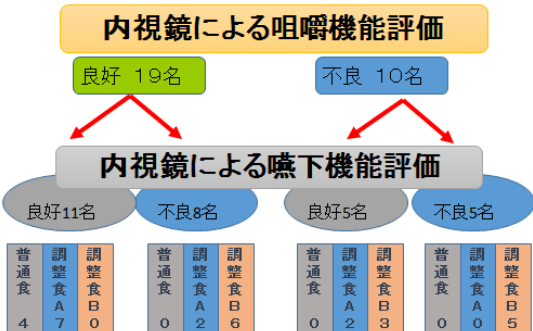 内視鏡による咀嚼機能評価
良好 19名
不良 10名
内視鏡による嚥下機能評価
良好11名
不良8名
良好5名
不良5名
普通食 4
調整食A 7
調整食B 0
普通食 0
調整食A 2
調整食B 6
普通食 0
調整食A 2
調整食B 3
普通食 0
調整食A 0
調整食B 5